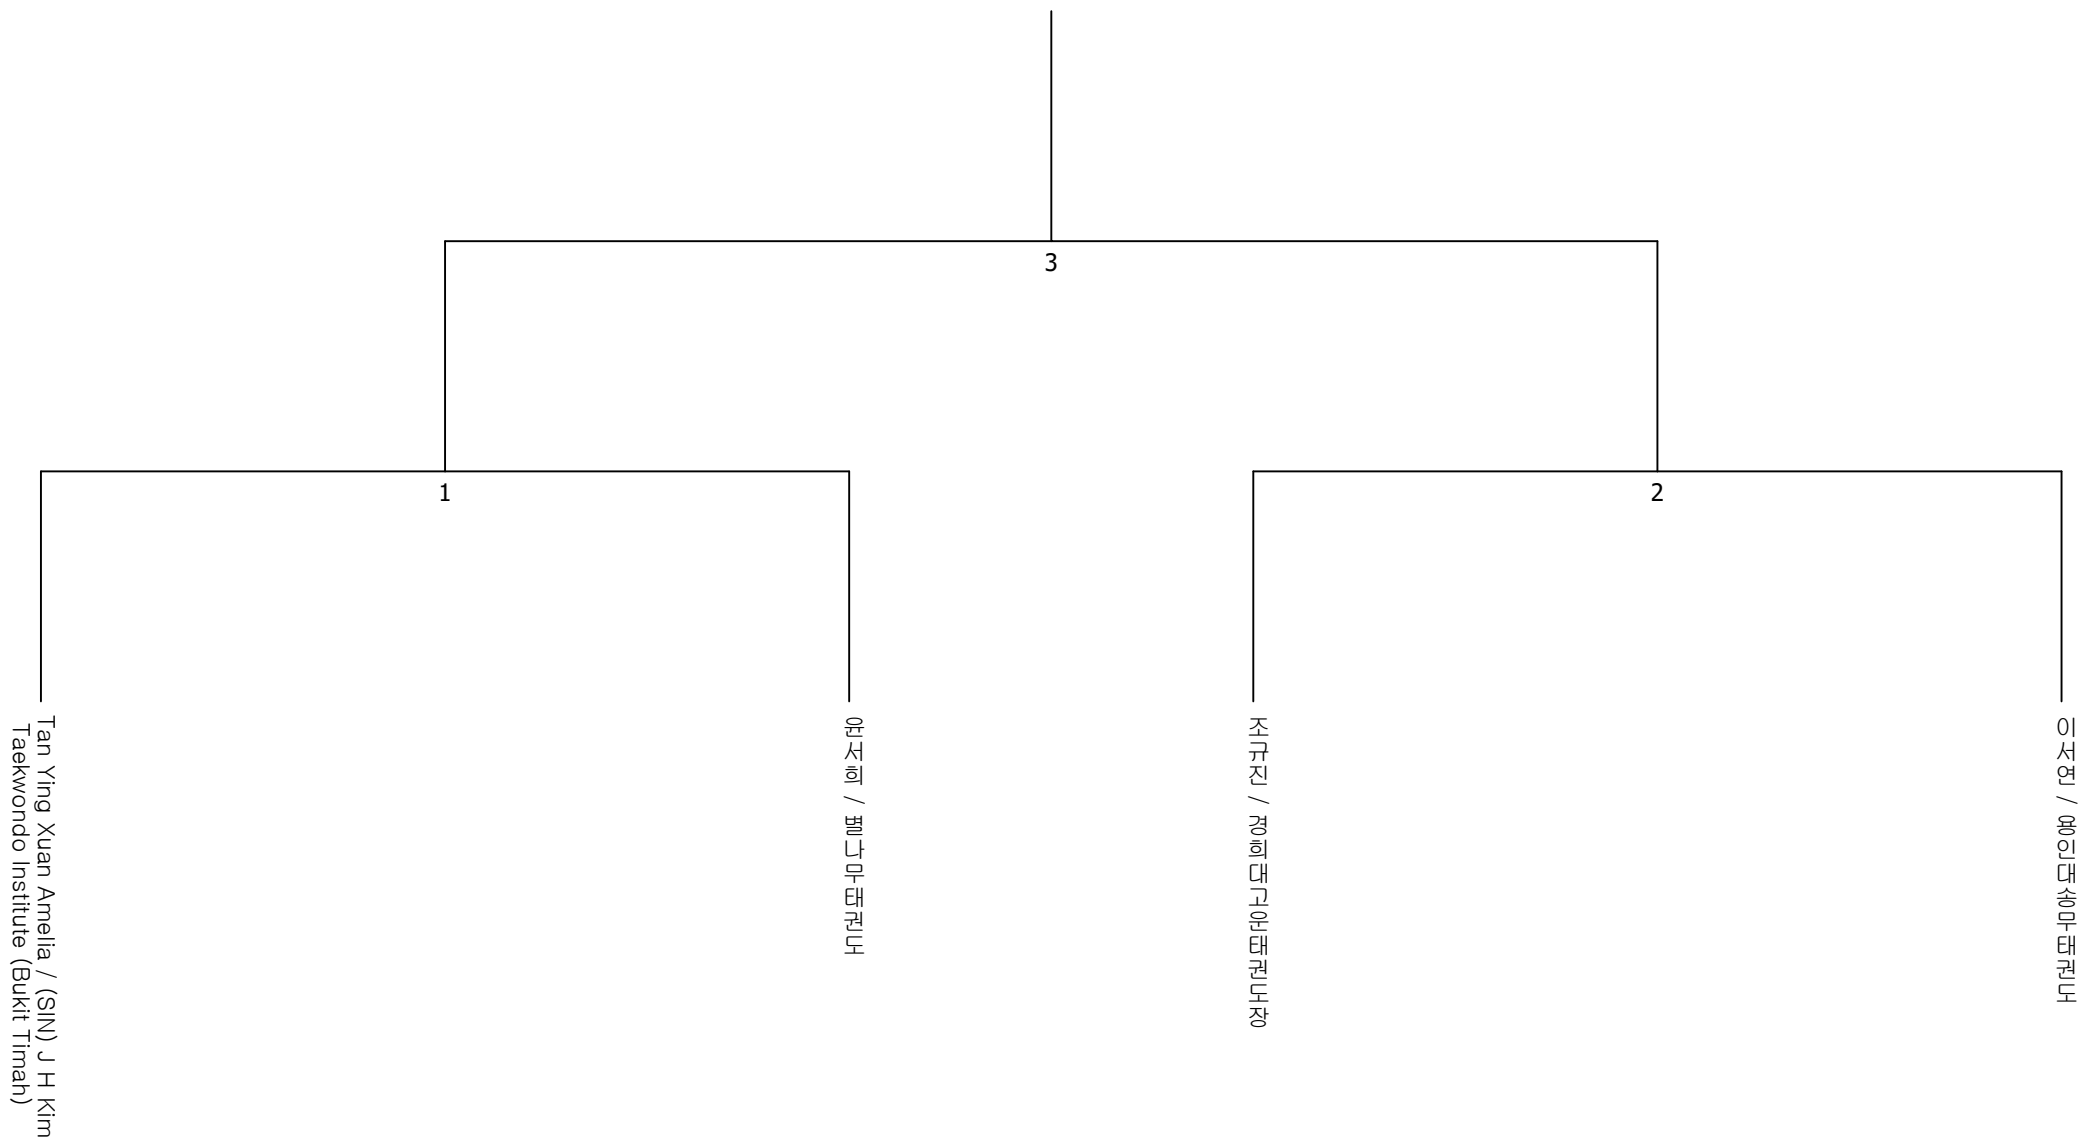 3
1
2
Tan Ying Xuan Amelia / (SIN) J H Kim
Taekwondo Institute (Bukit Timah)
윤서희 / 별나무태권도
조규진 / 경희대고운태권도장
이서연 / 용인대송무태권도